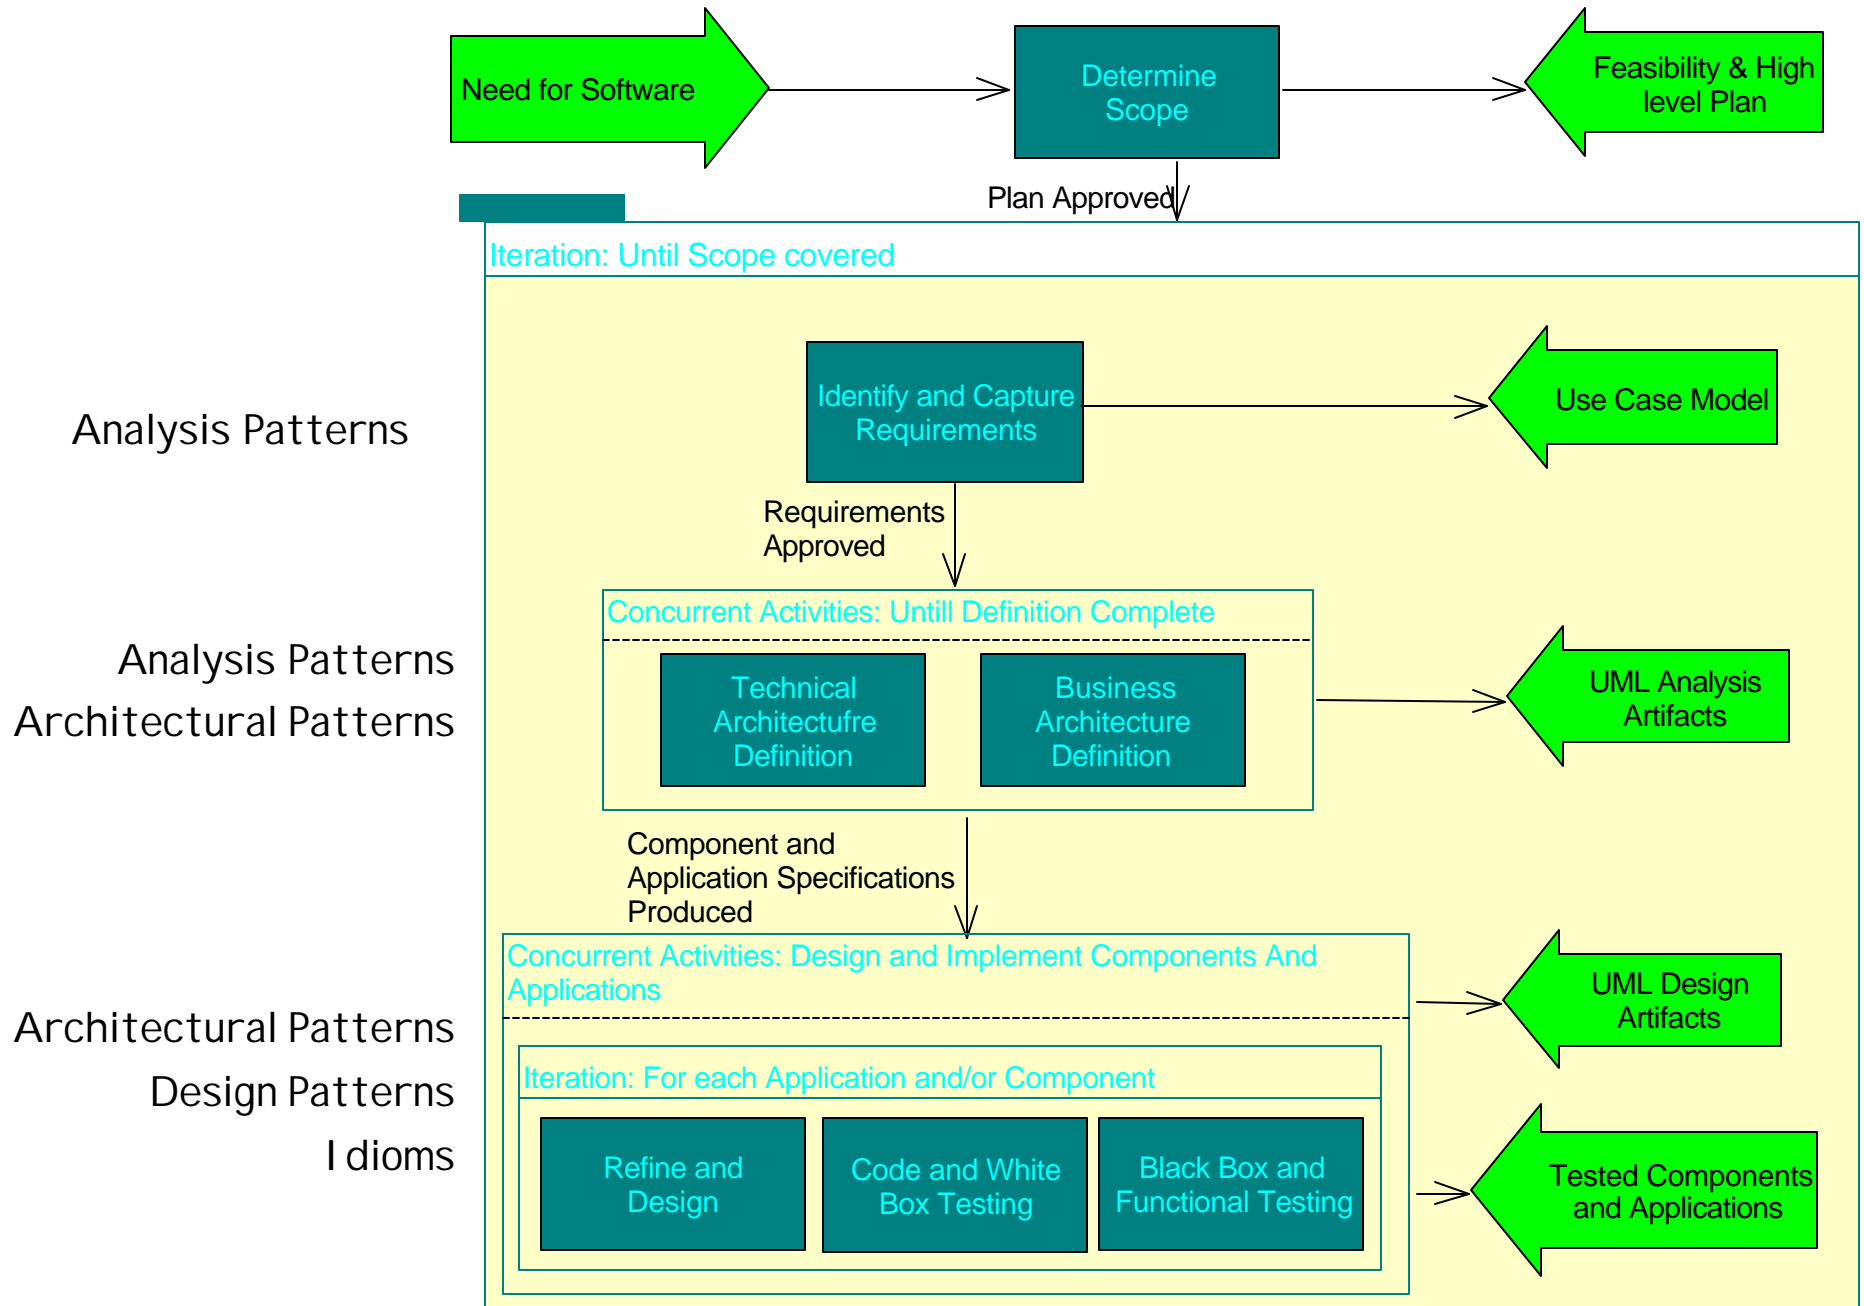 Need for Software
Determine
Scope
Feasibility & High
level Plan
Plan Approved
Iteration: Until Scope covered
Analysis Patterns
Identify and Capture
Requirements
Use Case Model
Requirements
Approved
Concurrent Activities: Untill Definition Complete
Analysis Patterns
Architectural Patterns
Technical
Architectufre
Definition
Business
Architecture
Definition
UML Analysis
Artifacts
Component and
Application Specifications
Produced
Concurrent Activities: Design and Implement Components And
Applications
UML Design
Artifacts
Architectural Patterns
Design Patterns
Idioms
Iteration: For each Application and/or Component
Refine and
Design
Code and White
Box Testing
Black Box and
Functional Testing
Tested Components
and Applications